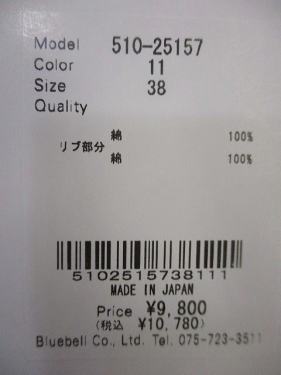 Model 510-25157
Color 11
Size 38
Quality
綿 100%
リブ部分
綿 100%
5102515738111
MADE IN JAPAN
Price ¥9,800
(税込 ¥10,780)
Bluebell Co., Ltd. Tel. 075-723-3511